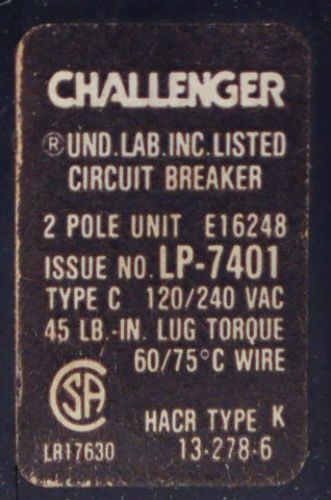 CHALLENGER
®UND.LAB.INC.LISTED
CIRCUIT BREAKER
2 POLE UNIT E16248
ISSUE NO. LP-7401
TYPE C 120/240 VAC
45 LB.-IN. LUG TORQUE
60/75°C WIRE
SA
HACR TYPE K
LR17630 13-278-6